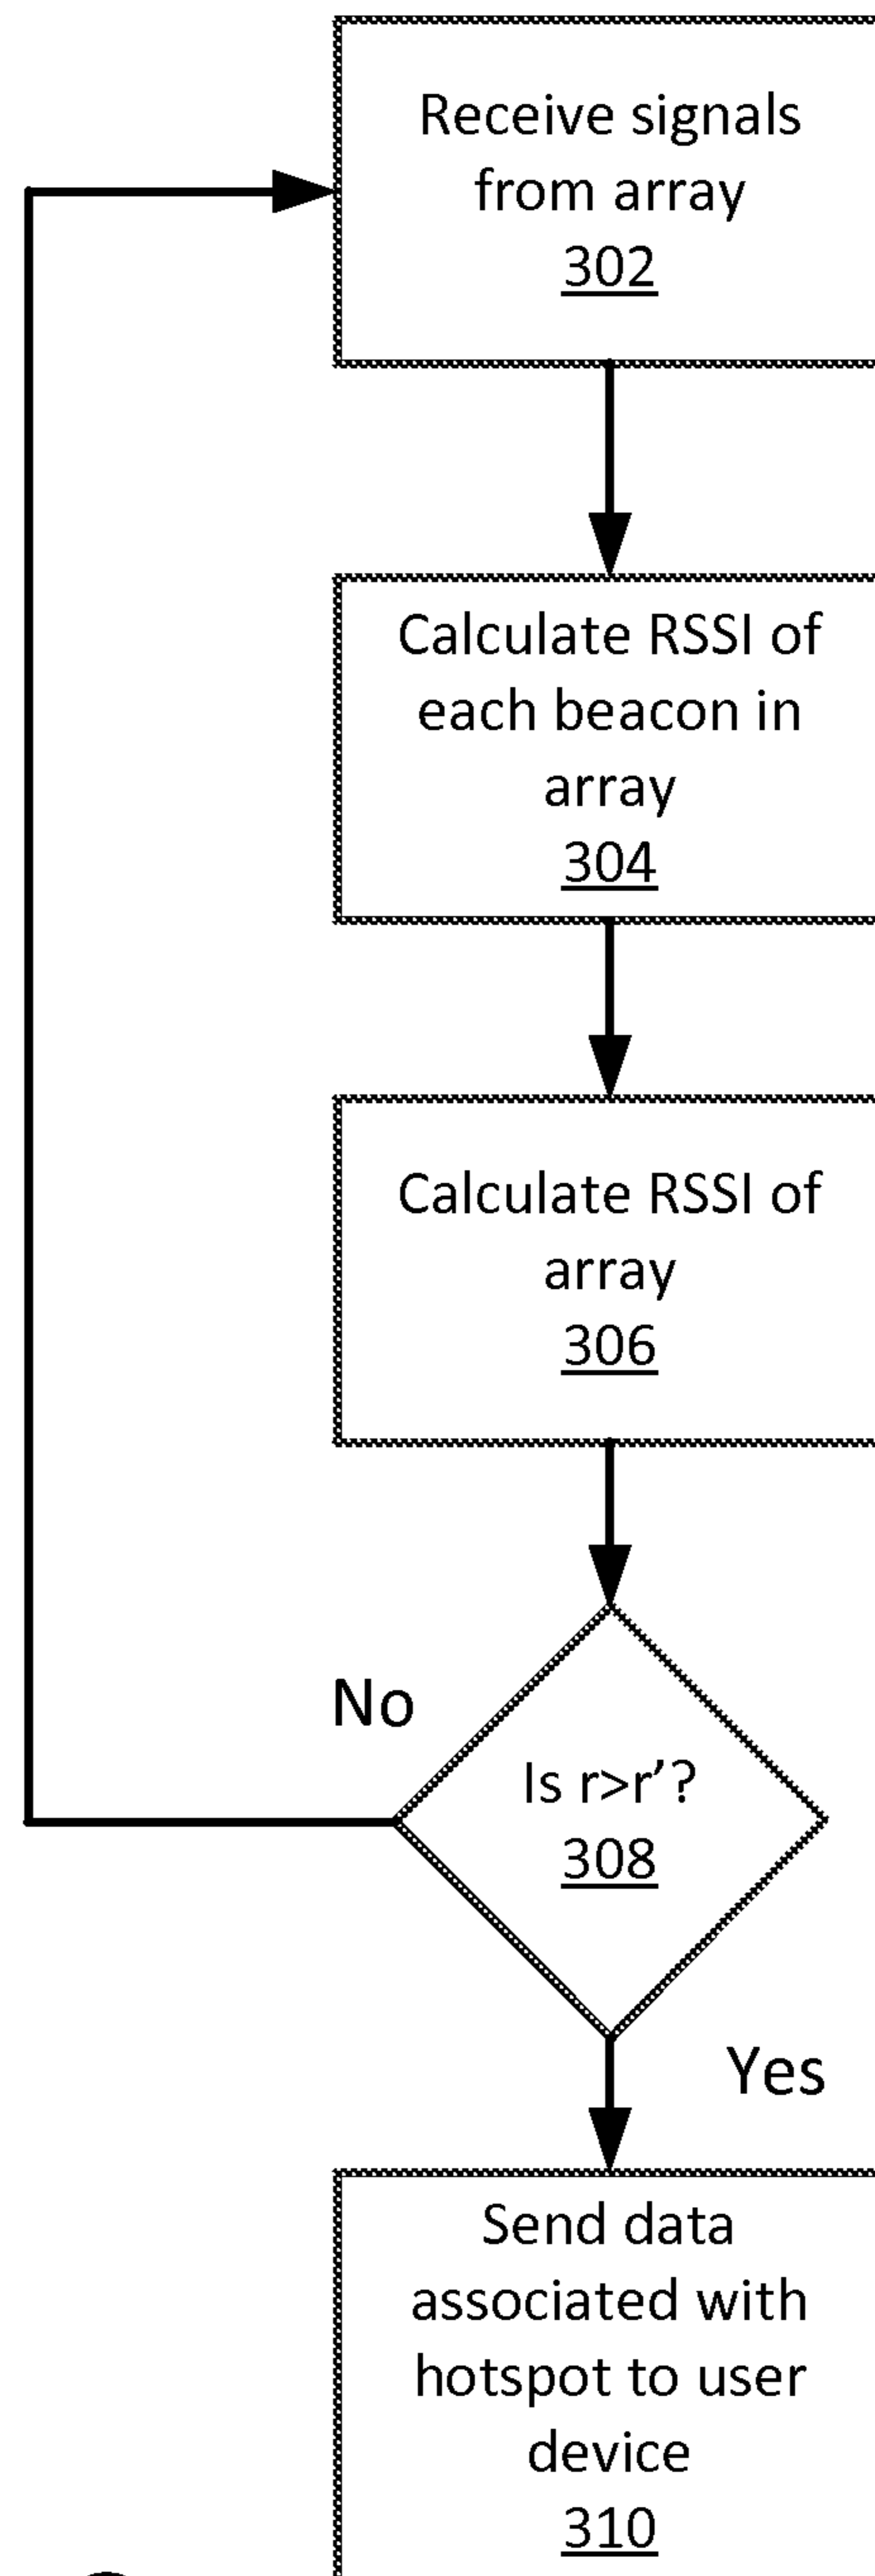 Receive signals
from array
302
Calculate RSSI of
each beacon in
array
304
Calculate RSSI of
array
306
No
Is r>r’?
308
Yes
Send data
associated with
hotspot to user
device
310